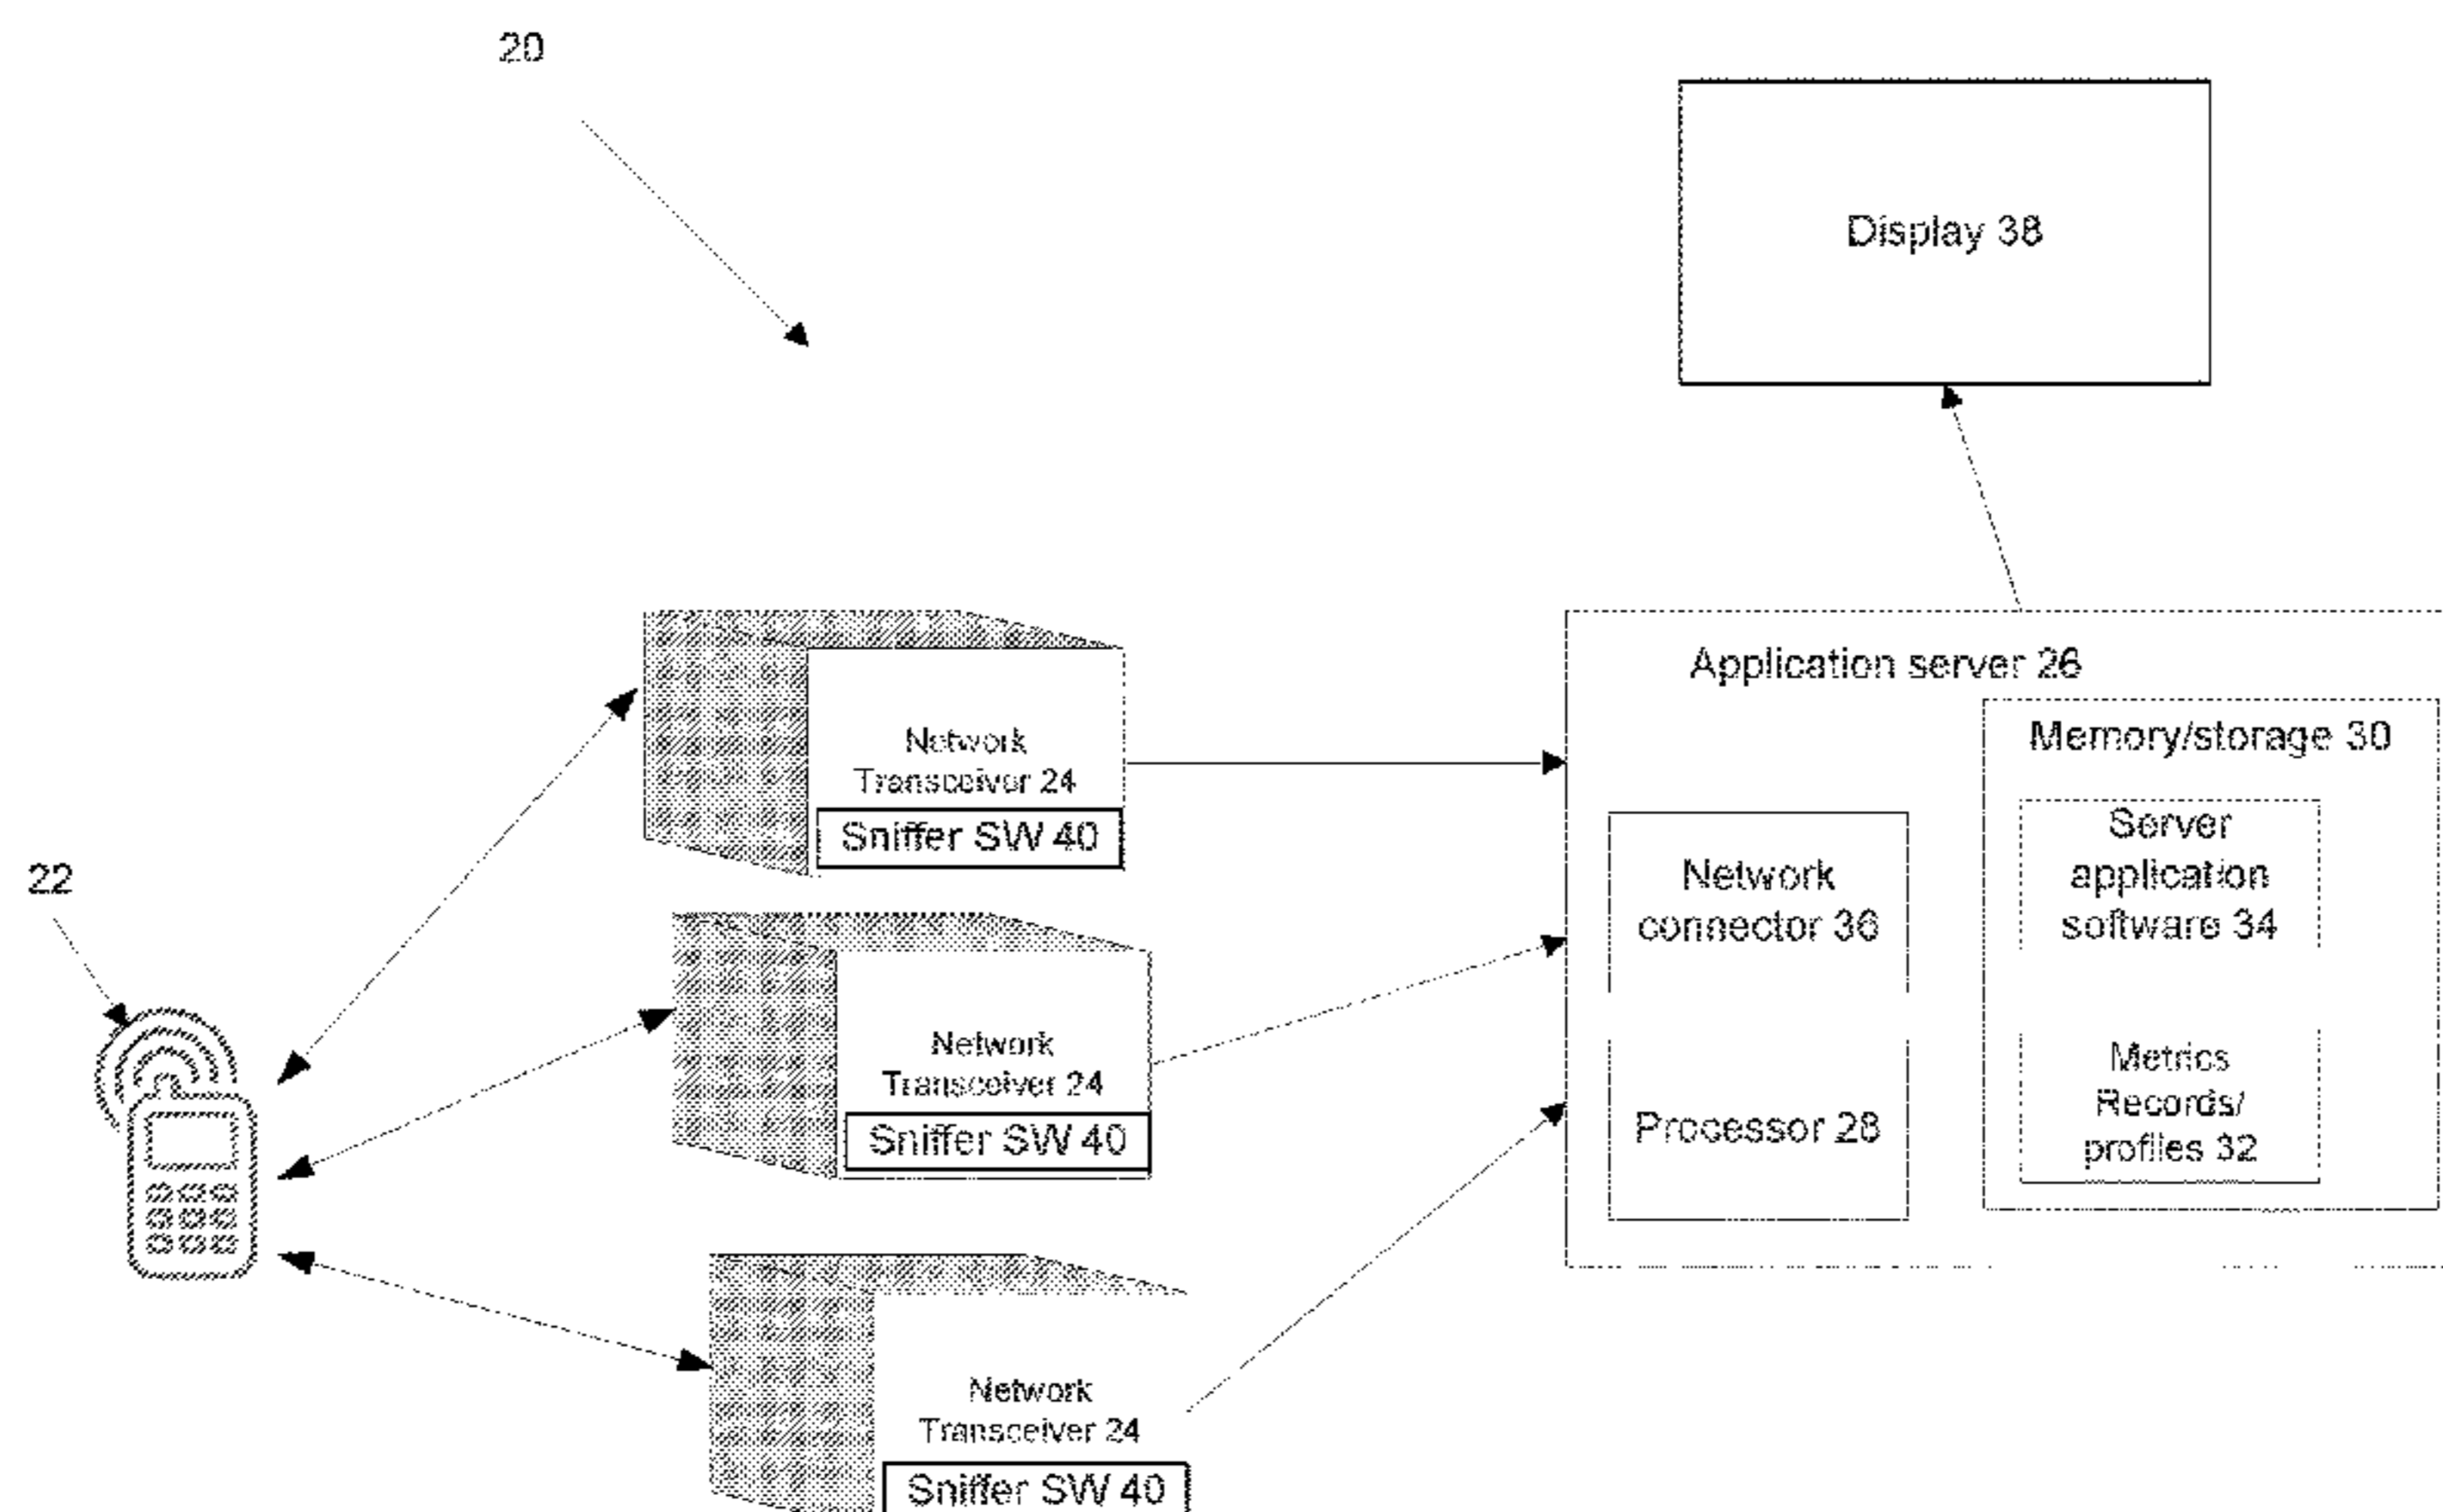 20
Display 38
Application server 26
Network
Transceiver 24
Sniffer SW 40
Memory/storage 30
Server
application
software 34
22
Network
connector 36
Network
Transceiver 24
Sniffer SW 40
Metrics
Records/
profiles 32
Processor 28
Network
Transceiver 24
Sniffer SW 40